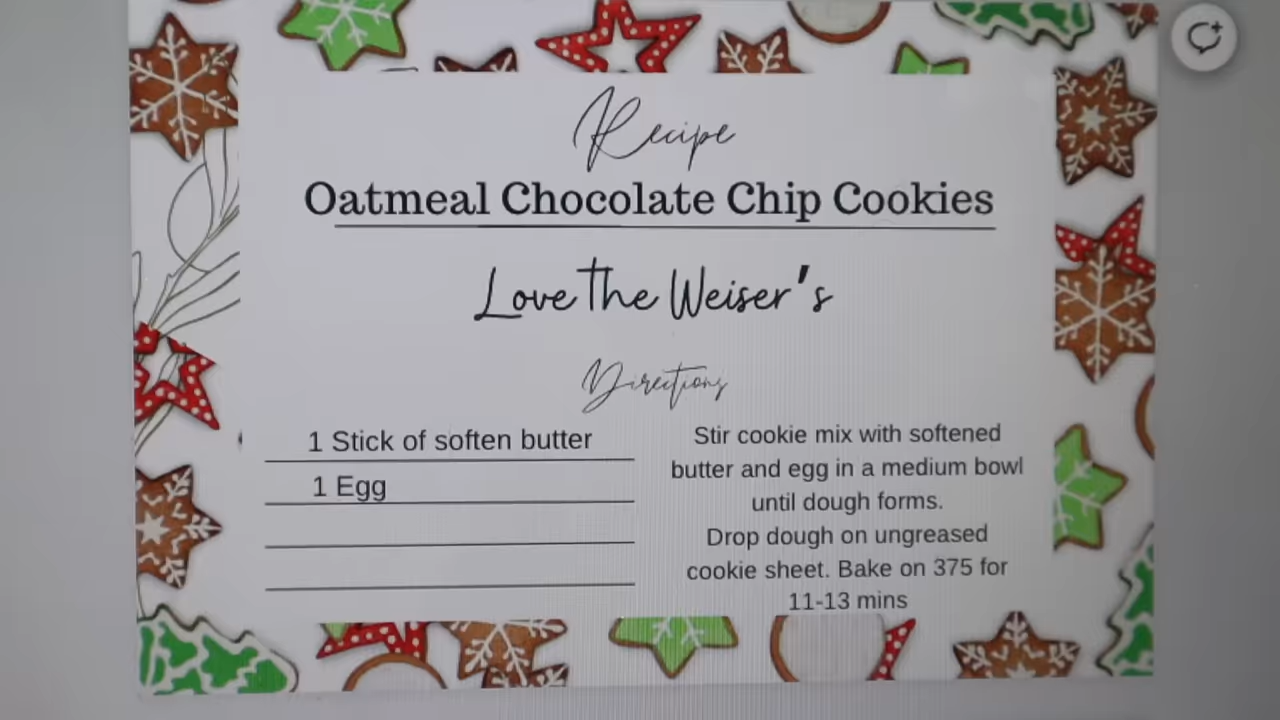 Recipe
Oatmeal Chocolate Chip Cookies
Love The Weiser's
Directions
1 Stick of soften butter
1 Egg
Stir cookie mix with softened
butter and egg in a medium bowl
until dough forms.
Drop dough on ungreased
cookie sheet. Bake on 375 for
11-13 mins